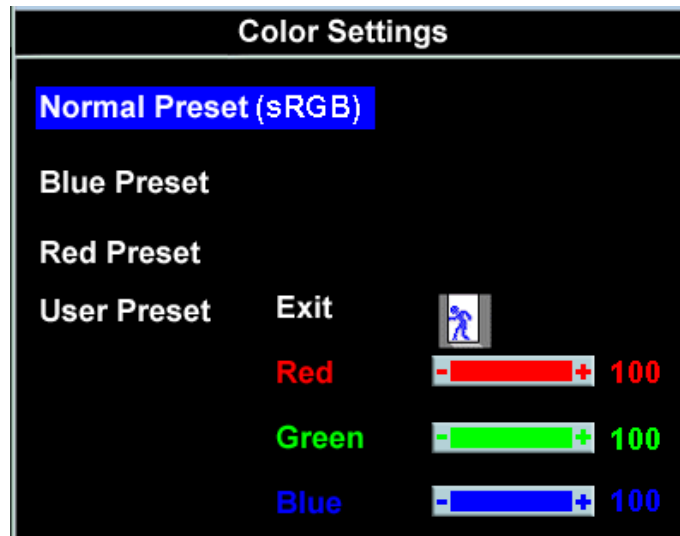 Color Settings
Normal Preset (sRGB)
Blue Preset
Red Preset
User Preset Exit
Red - + 100
Green - + 100
Blue - + 100